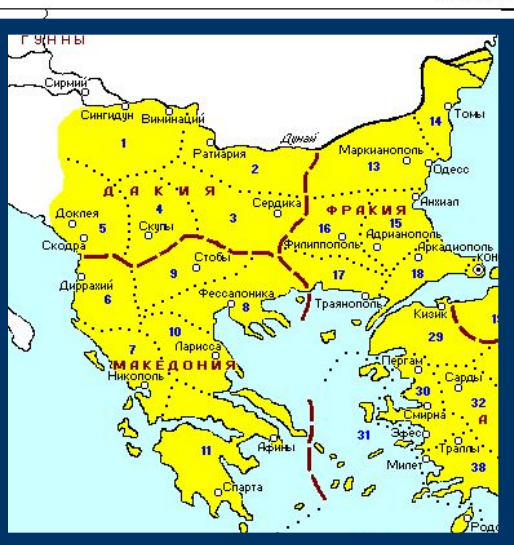 ГУННЫ
Сирмий
Сингидун
Виминаций
Томы
14
1
Дунай
Ратиария
Маркианополь
2
13
Одесс
ДАКИЯ
Анхиал
4
Сердика
ФРАКИЯ
Доклея
5
Скупы
3
16
15
Скодра
Филиппополь
Адрианополь
Аркадиополь
Стобы
КОН
Диррахий
9
17
18
6
Фессалоника
8
Траянополь
Кизик
7
10
29
Ларисса
МАКЕДОНИЯ
Пергам
Никополь
Сарды
30
32
Смирна
А
Эфес
31
11
Афины
Траллы
Милет
38
Спарта
Родо